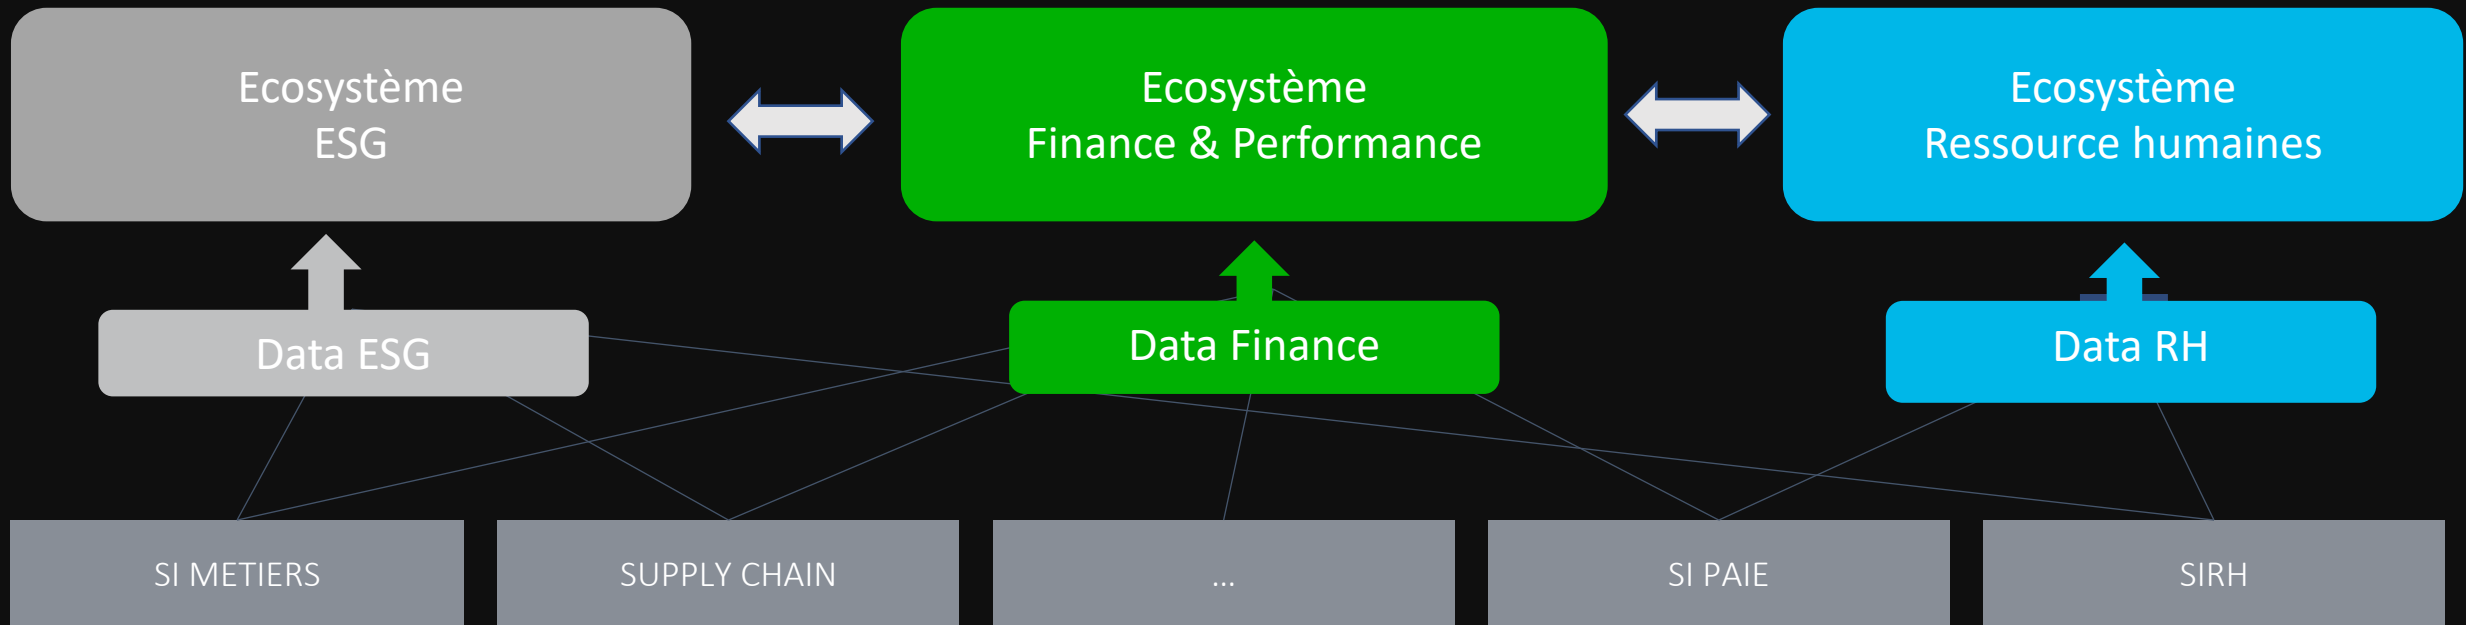 Ecosystème
ESG
Ecosystème
Finance & Performance
Ecosystème
Ressource humaines
Data ESG
Data Finance
Data RH
SI METIERS
SUPPLY CHAIN
...
SI PAIE
SIRH